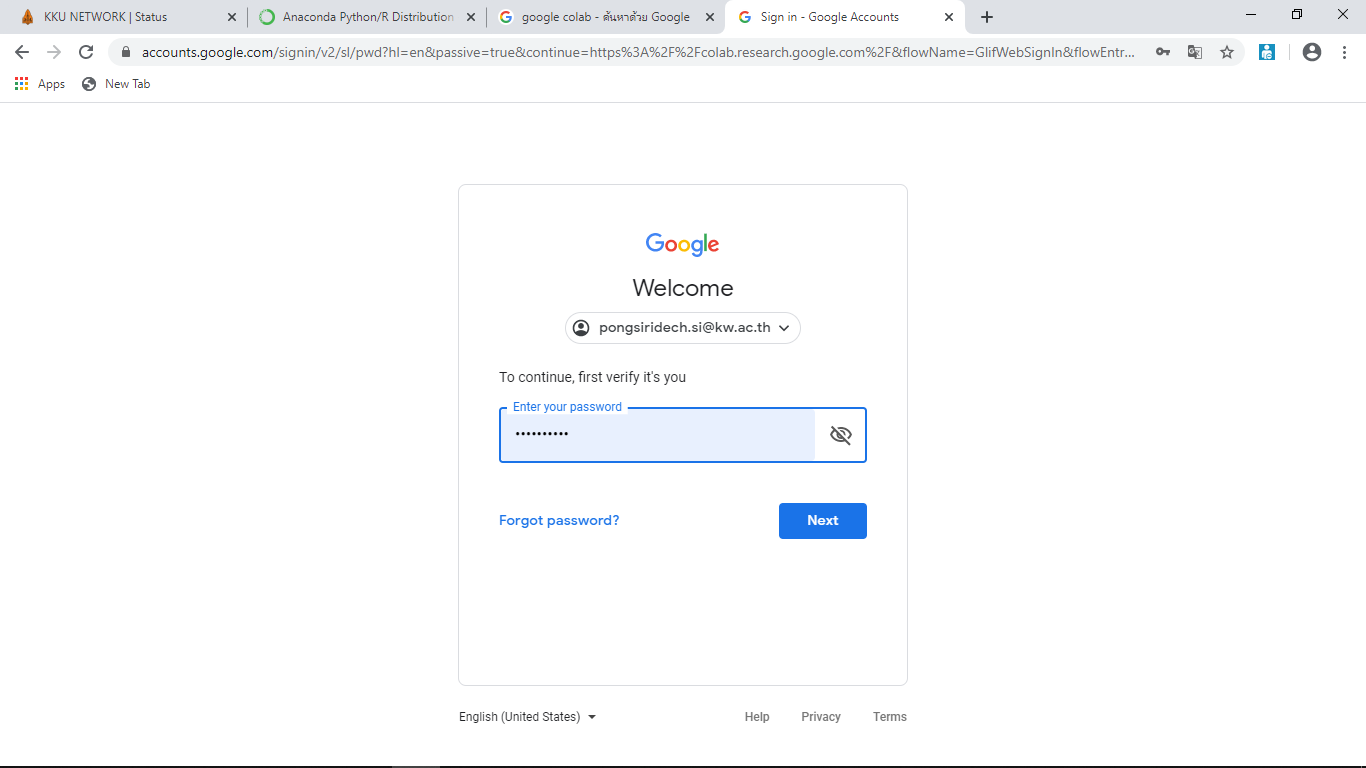 KKU NETWORK | Status
Anaconda Python/R Distribution
google colab - ค้นหาด้วย Google
Sign in - Google Accounts
accounts.google.com/signin/v2/sl/pwd?hl=en&passive=true&continue=https%3A%2F%2Fcolab.research.google.com%2F&flowName=GlifWebSignIn&flowEntr...
Apps
New Tab
Google
Welcome
pongsiridech.si@kw.ac.th
To continue, first verify it's you
Enter your password
••••••••••
Forgot password?
Next
English (United States)
Help
Privacy
Terms